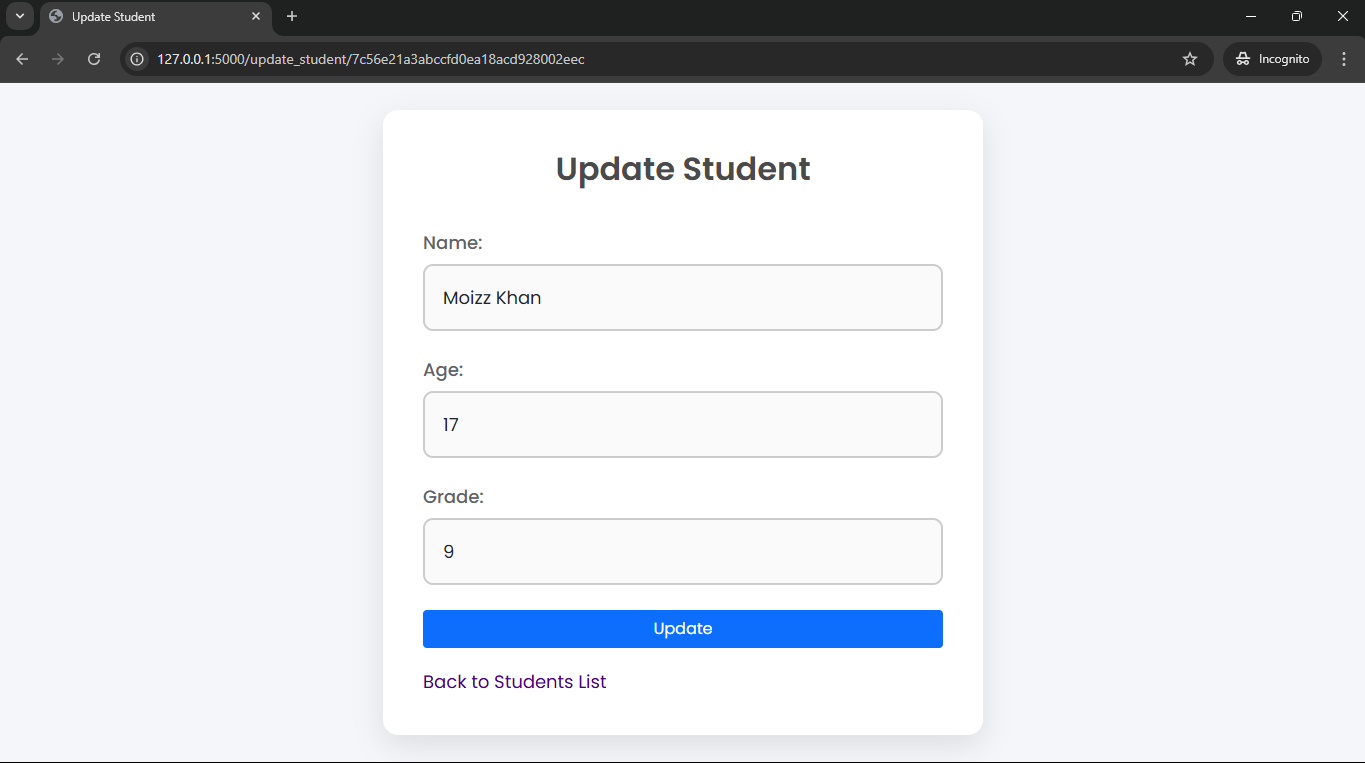 Update Student
127.0.0.1:5000/update_student/7c56e21a3abccfd0ea18acd928002eec
Incognito
Update Student
Name:
Moizz Khan
Age:
17
Grade:
9
Update
Back to Students List